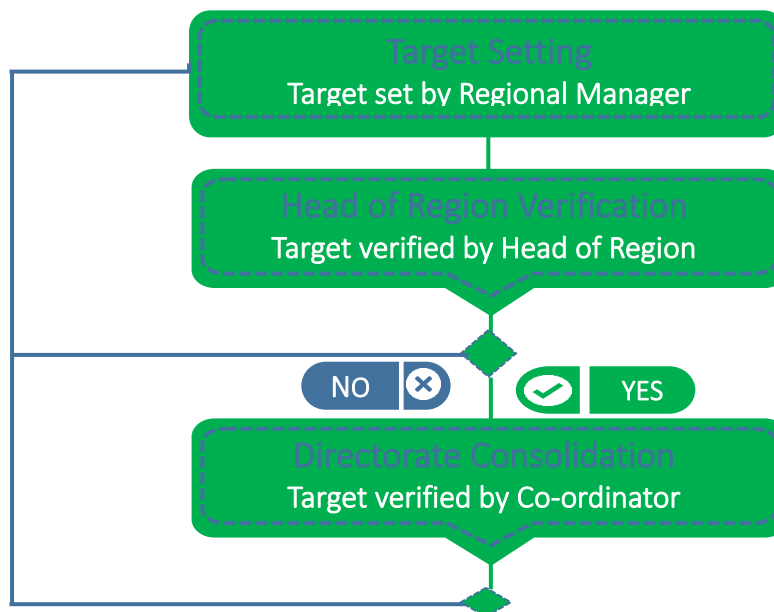 Target Setting
Target set by Regional Manager
Head of Region Verification
Target verified by Head of Region
NO YES
Directorate Consolidation
Target verified by Co-ordinator